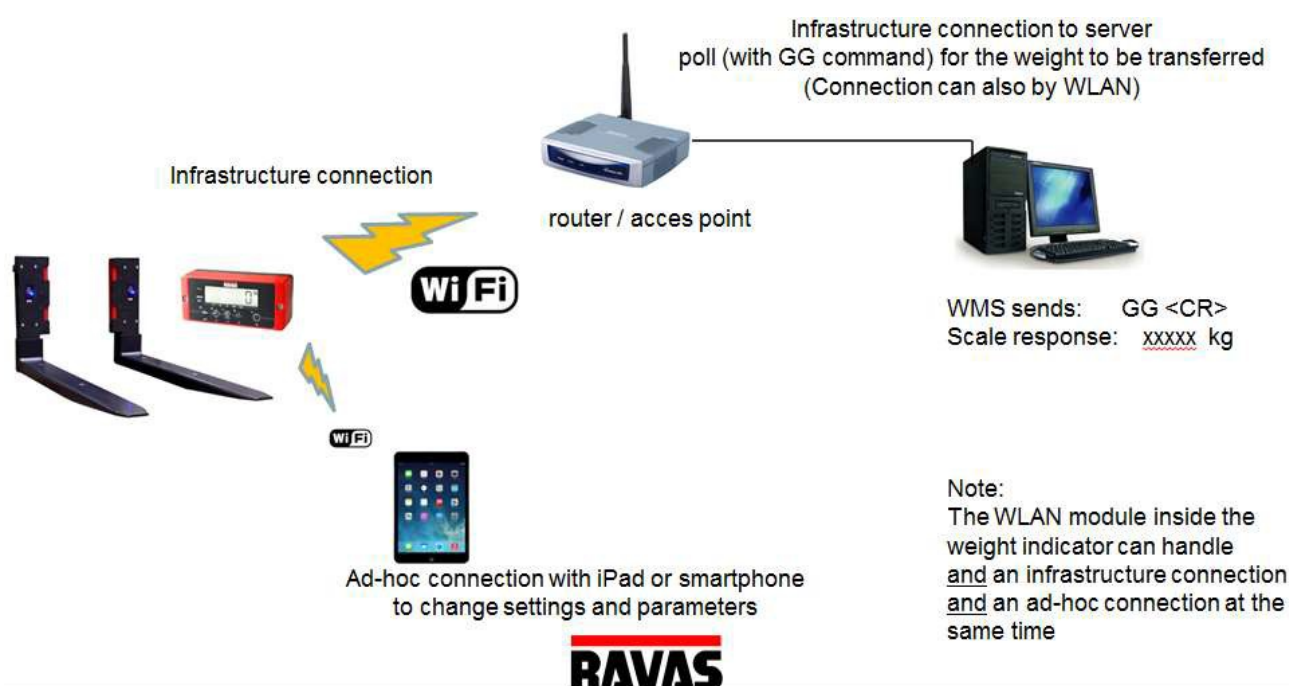 Infrastructure connection to server
poll (with GG command) for the weight to be transferred
(Connection can also by WLAN)
Infrastructure connection
router / acces point
WiFi
WMS sends: GG <CR>
Scale response: xxxxx kg
WiFi
Ad-hoc connection with iPad or smartphone
to change settings and parameters
Note:
The WLAN module inside the
weight indicator can handle
and an infrastructure connection
and an ad-hoc connection at the
same time
RAVAS